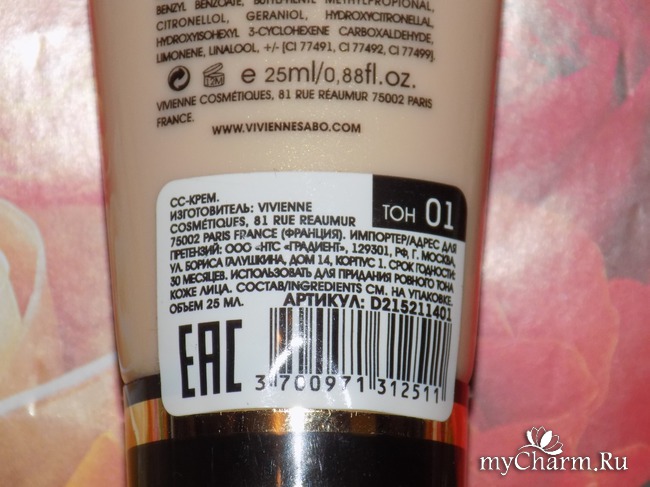 BENZYL BENZOATE, BUTYLPHENYL METHYLPROPIONAL,
CITRONELLOL, GERANIOL, HYDROXYCITRONELLAL,
HYDROXYISOHEXYL 3-CYCLOHEXENE CARBOXALDEHYDE,
LIMONENE, LINALOOL, +/- [CI 77491, CI 77492, CI 77499].
12M e 25ml/0,88fl.oz.
VIVIENNE COSMÉTIQUES, 81 RUE RÉAUMUR 75002 PARIS
FRANCE.
WWW.VIVIENNESABO.COM
ТОН 01
СС-КРЕМ.
ИЗГОТОВИТЕЛЬ: VIVIENNE
COSMÉTIQUES, 81 RUE REAUMUR
75002 PARIS FRANCE (ФРАНЦИЯ). ИМПОРТЕР/АДРЕС ДЛЯ
ПРЕТЕНЗИЙ: ООО «НТС «ГРАДИЕНТ», 129301, РФ, Г. МОСКВА,
УЛ. БОРИСА ГАЛУШКИНА, ДОМ 14, КОРПУС 1. СРОК ГОДНОСТИ:
30 МЕСЯЦЕВ. ИСПОЛЬЗОВАТЬ ДЛЯ ПРИДАНИЯ РОВНОГО ТОНА
КОЖЕ ЛИЦА. СОСТАВ/INGREDIENTS СМ. НА УПАКОВКЕ.
ОБЪЕМ 25 МЛ.
АРТИКУЛ: D215211401
EAC
3 700971 312511
myCharm.Ru